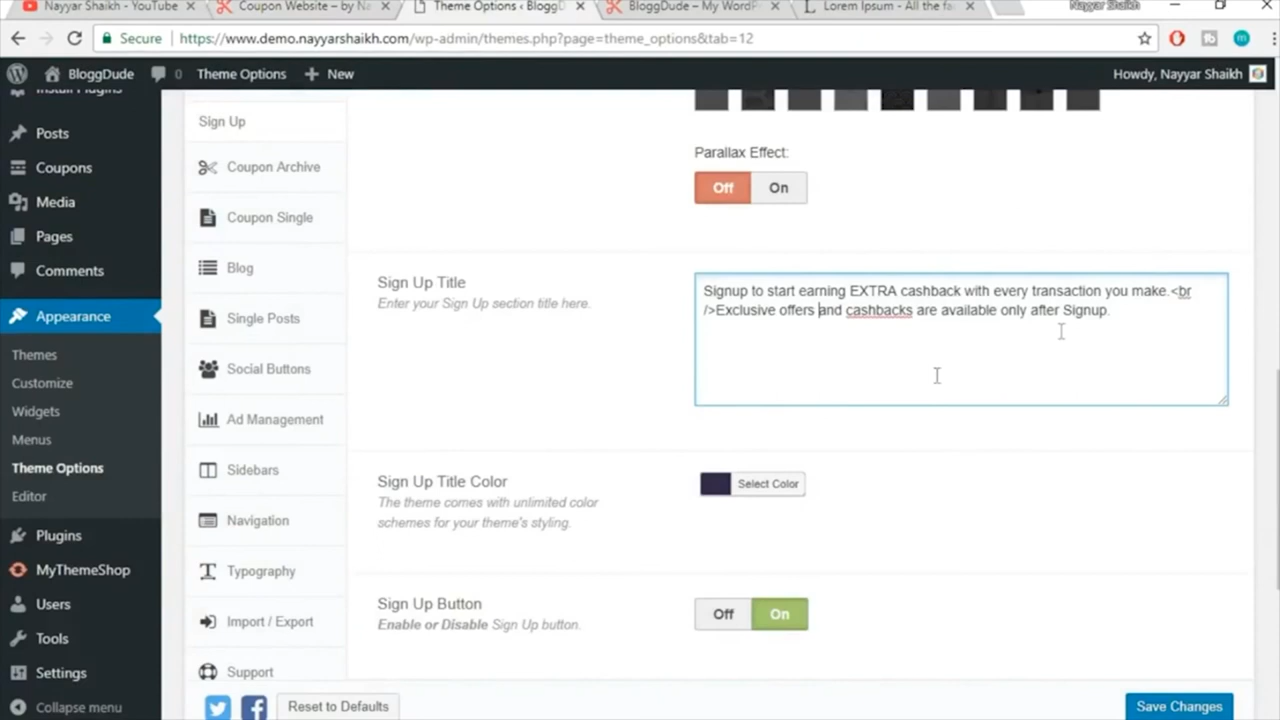 Nayyar Shaikh - YouTube
Coupon Website – by Na
Theme Options ‹ BloggD
BloggDude – My WordP
Lorem Ipsum - All the fa
Nayyar Shaikh
Secure
https://www.demo.nayyarshaikh.com/wp-admin/themes.php?page=theme_options&tab=12
BloggDude
0
Theme Options
New
Howdy, Nayyar Shaikh
Install Plugins
Posts
Coupons
Media
Pages
Comments
Appearance
Themes
Customize
Widgets
Menus
Theme Options
Editor
Plugins
MyThemeShop
Users
Tools
Settings
Collapse menu
Sign Up
Coupon Archive
Coupon Single
Blog
Single Posts
Social Buttons
Ad Management
Sidebars
Navigation
Typography
Import / Export
Support
Parallax Effect:
Off On
Sign Up Title
Enter your Sign Up section title here.
Signup to start earning EXTRA cashback with every transaction you make.<br
/>Exclusive offers and cashbacks are available only after Signup.
Sign Up Title Color
The theme comes with unlimited color
schemes for your theme's styling.
Select Color
Sign Up Button
Enable or Disable Sign Up button.
Off On
Reset to Defaults
Save Changes